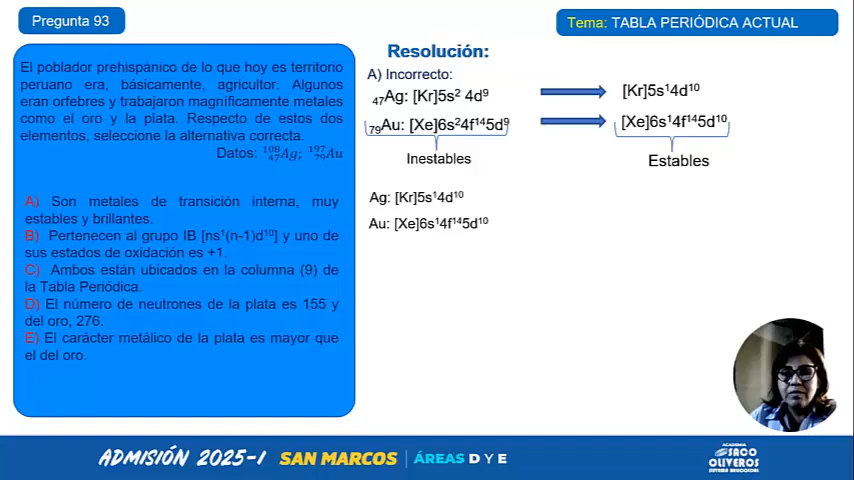 Pregunta 93
Tema: TABLA PERIÓDICA ACTUAL
El poblador prehispánico de lo que hoy es territorio
peruano era, básicamente, agricultor. Algunos
eran orfebres y trabajaron magníficamente metales
como el oro y la plata. Respecto de estos dos
elementos, seleccione la alternativa correcta.
Datos: ¹⁰⁸₄₇Ag; ¹⁹⁷₇₉Au
A) Son metales de transición interna, muy
estables y brillantes.
B) Pertenecen al grupo IB [ns¹(n-1)d¹⁰] y uno de
sus estados de oxidación es +1.
C) Ambos están ubicados en la columna (9) de
la Tabla Periódica.
D) El número de neutrones de la plata es 155 y
del oro, 276.
E) El carácter metálico de la plata es mayor que
el del oro.
Resolución:
A) Incorrecto:
₄₇Ag: [Kr]5s² 4d⁹
[Kr]5s¹4d¹⁰
₇₉Au: [Xe]6s²4f¹⁴5d⁹
[Xe]6s¹4f¹⁴5d¹⁰
Inestables
Estables
Ag: [Kr]5s¹4d¹⁰
Au: [Xe]6s¹4f¹⁴5d¹⁰
ADMISIÓN 2025-I SAN MARCOS | ÁREAS D Y E
ACADEMIA
SACO
OLIVEROS
SISTEMA HELICOIDAL